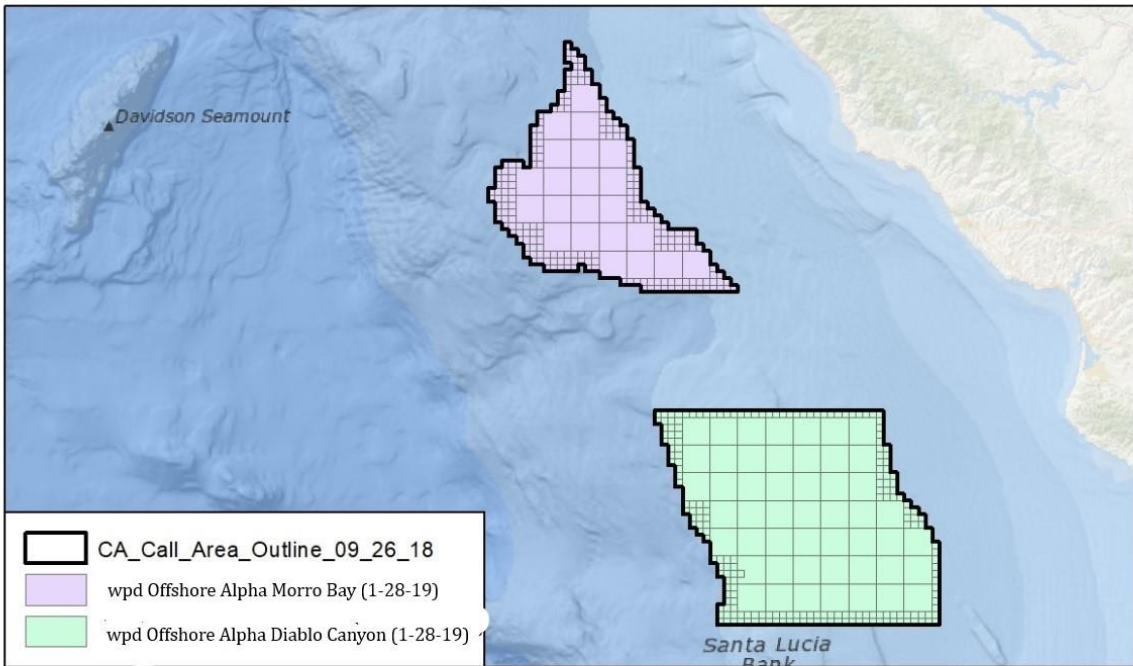 Davidson Seamount
CA_Call_Area_Outline_09_26_18
wpd Offshore Alpha Morro Bay (1-28-19)
wpd Offshore Alpha Diablo Canyon (1-28-19)
Santa Lucia
Bank